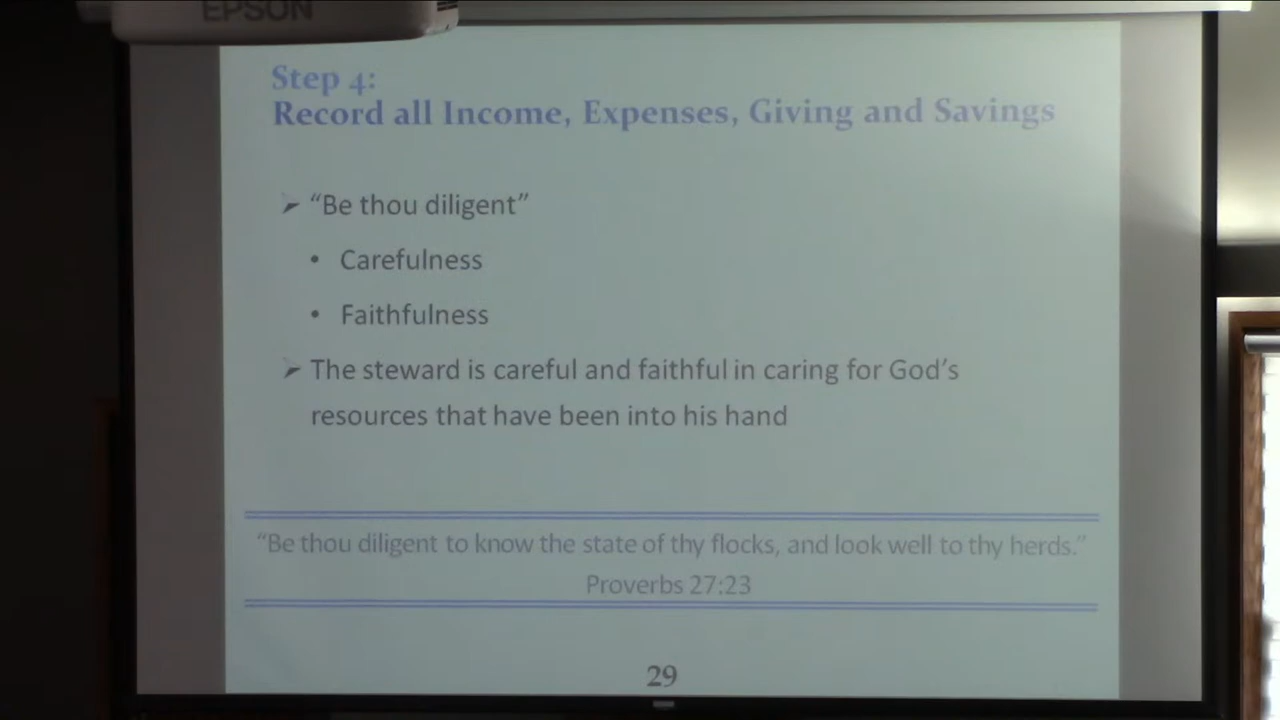 EPSON
Step 4:
Record all Income, Expenses, Giving and Savings
➤ “Be thou diligent”
• Carefulness
• Faithfulness
➤ The steward is careful and faithful in caring for God’s
resources that have been into his hand
“Be thou diligent to know the state of thy flocks, and look well to thy herds.”
Proverbs 27:23
29